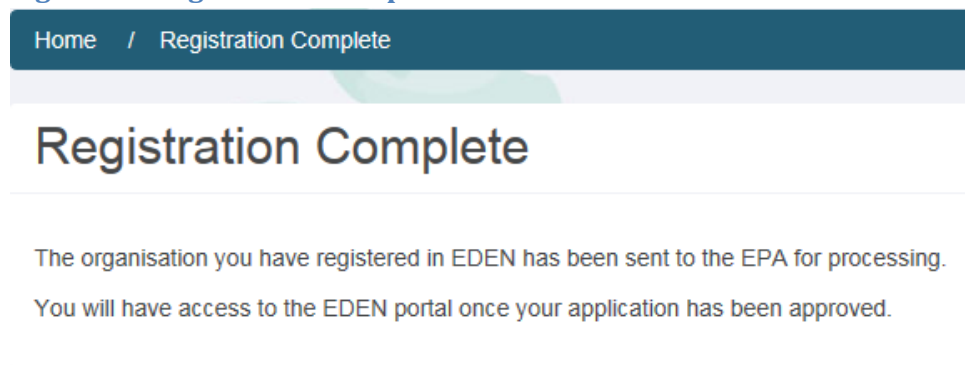 Home / Registration Complete
Registration Complete
The organisation you have registered in EDEN has been sent to the EPA for processing.
You will have access to the EDEN portal once your application has been approved.